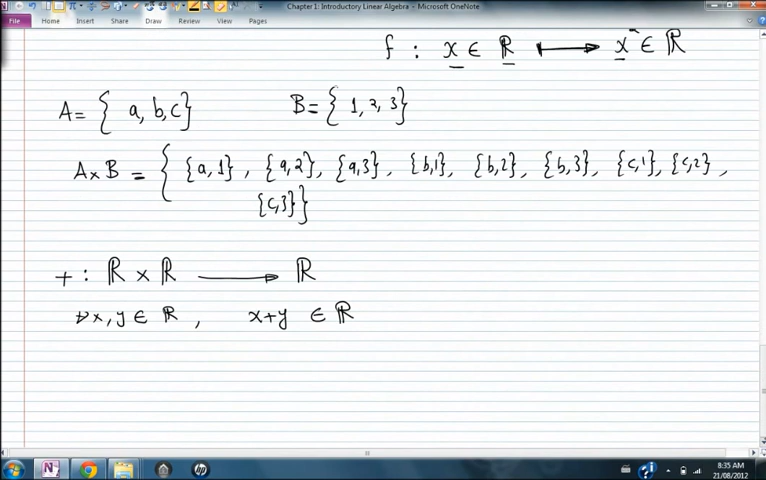 Chapter 1: Introductory Linear Algebra - Microsoft OneNote
File Home Insert Share Draw Review View Pages
f : x ∈ ℝ ⟼ x² ∈ ℝ
A = { a, b, c } B = { 1, 2, 3 }
A × B = { {a,1} , {a,2}, {a,3}, {b,1}, {b,2}, {b,3}, {c,1}, {c,2} ,
{c,3} }
+ : ℝ × ℝ ⟶ ℝ
∀ x, y ∈ ℝ , x+y ∈ ℝ
8:35 AM
21/08/2012